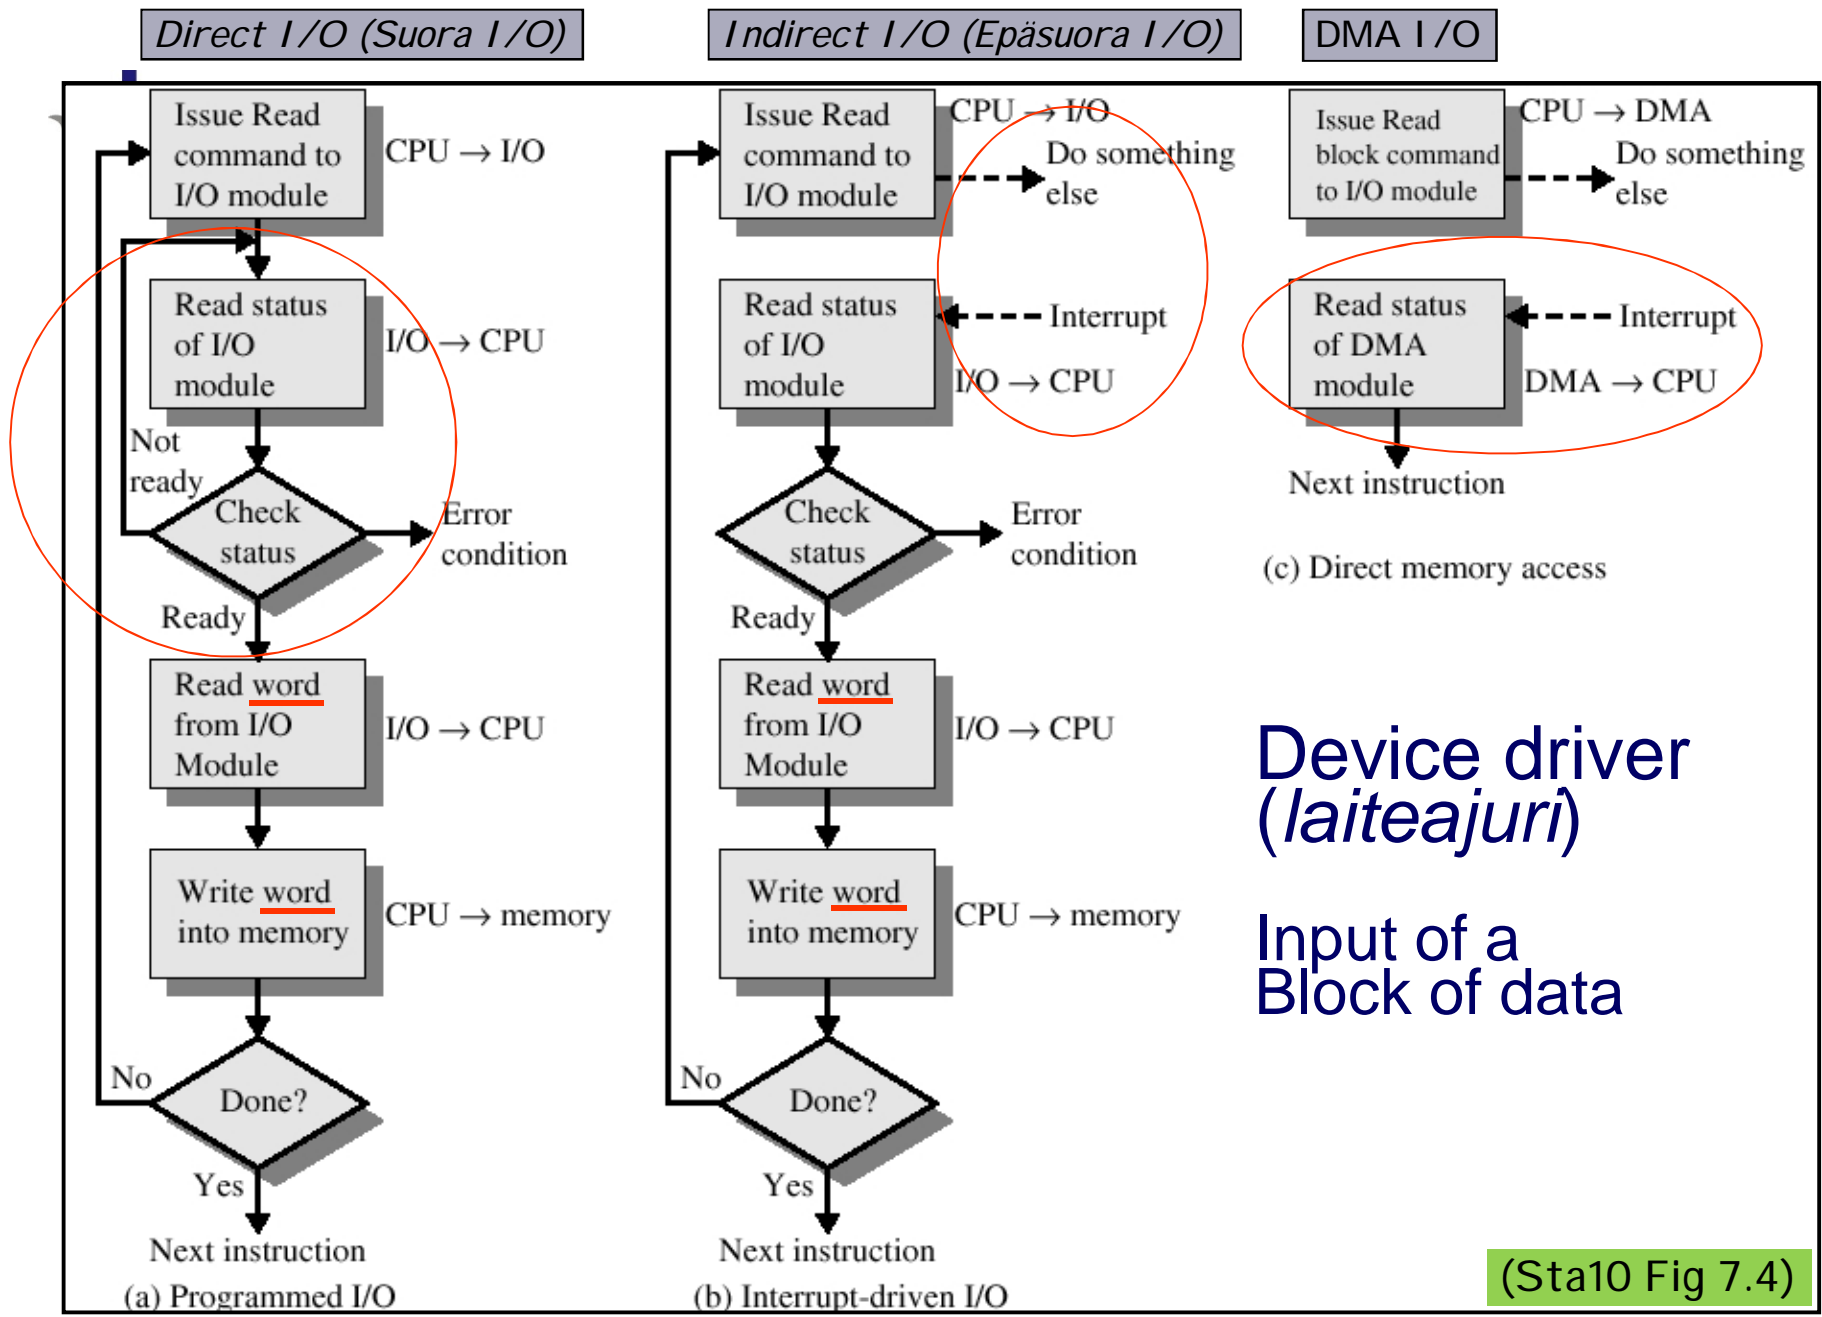 Direct I/O (Suora I/O)
Indirect I/O (Epäsuora I/O)
DMA I/O
Issue Read
command to
I/O module
CPU → I/O
Read status
of I/O
module
I/O → CPU
Not
ready
Check
status
Error
condition
Ready
Read word
from I/O
Module
I/O → CPU
Write word
into memory
CPU → memory
No
Done?
Yes
Next instruction
(a) Programmed I/O
Issue Read
command to
I/O module
CPU → I/O
Do something
else
Read status
of I/O
module
Interrupt
I/O → CPU
Check
status
Error
condition
Ready
Read word
from I/O
Module
I/O → CPU
Write word
into memory
CPU → memory
No
Done?
Yes
Next instruction
(b) Interrupt-driven I/O
Issue Read
block command
to I/O module
CPU → DMA
Do something
else
Read status
of DMA
module
Interrupt
DMA → CPU
Next instruction
(c) Direct memory access
Device driver
(laiteajuri)
Input of a
Block of data
(Sta10 Fig 7.4)